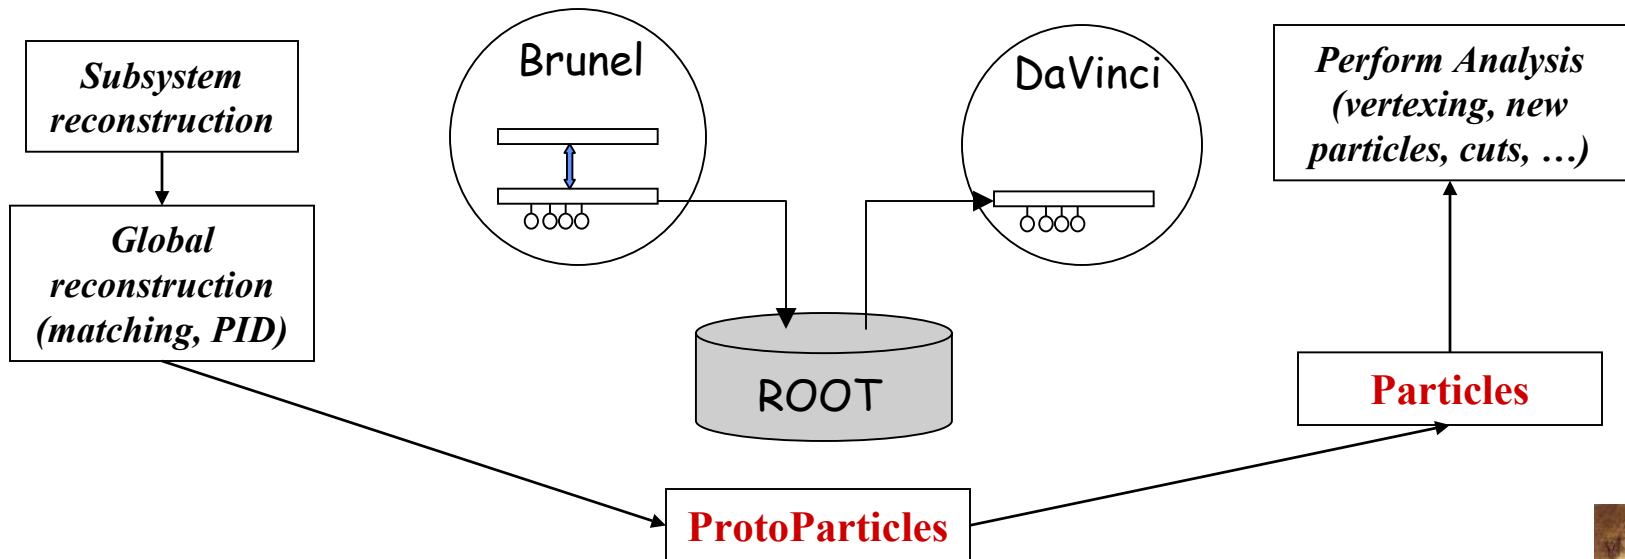 Subsystem
reconstruction
Global
reconstruction
(matching, PID)
Brunel
ROOT
ProtoParticles
DaVinci
Perform Analysis
(vertexing, new
particles, cuts, …)
Particles